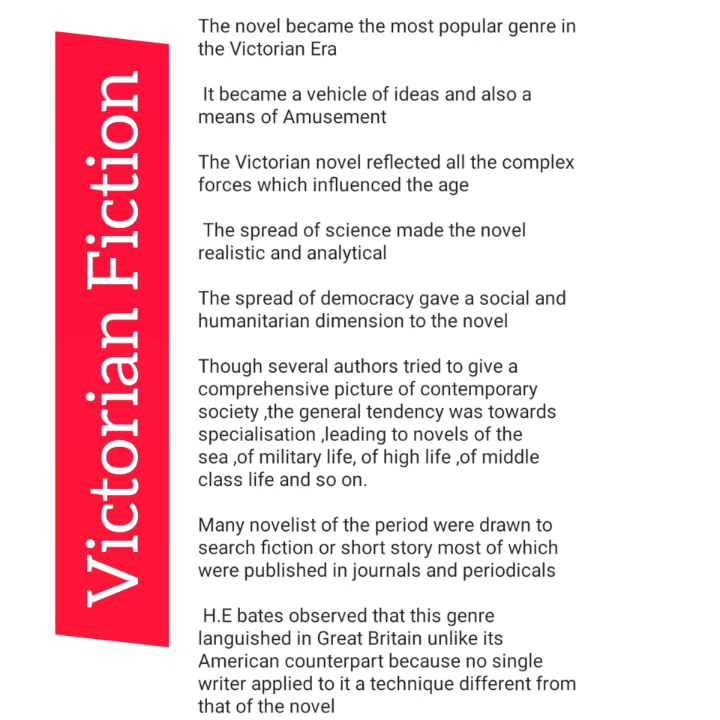 Victorian Fiction
The novel became the most popular genre in
the Victorian Era
It became a vehicle of ideas and also a
means of Amusement
The Victorian novel reflected all the complex
forces which influenced the age
The spread of science made the novel
realistic and analytical
The spread of democracy gave a social and
humanitarian dimension to the novel
Though several authors tried to give a
comprehensive picture of contemporary
society ,the general tendency was towards
specialisation ,leading to novels of the
sea ,of military life, of high life ,of middle
class life and so on.
Many novelist of the period were drawn to
search fiction or short story most of which
were published in journals and periodicals
H.E bates observed that this genre
languished in Great Britain unlike its
American counterpart because no single
writer applied to it a technique different from
that of the novel